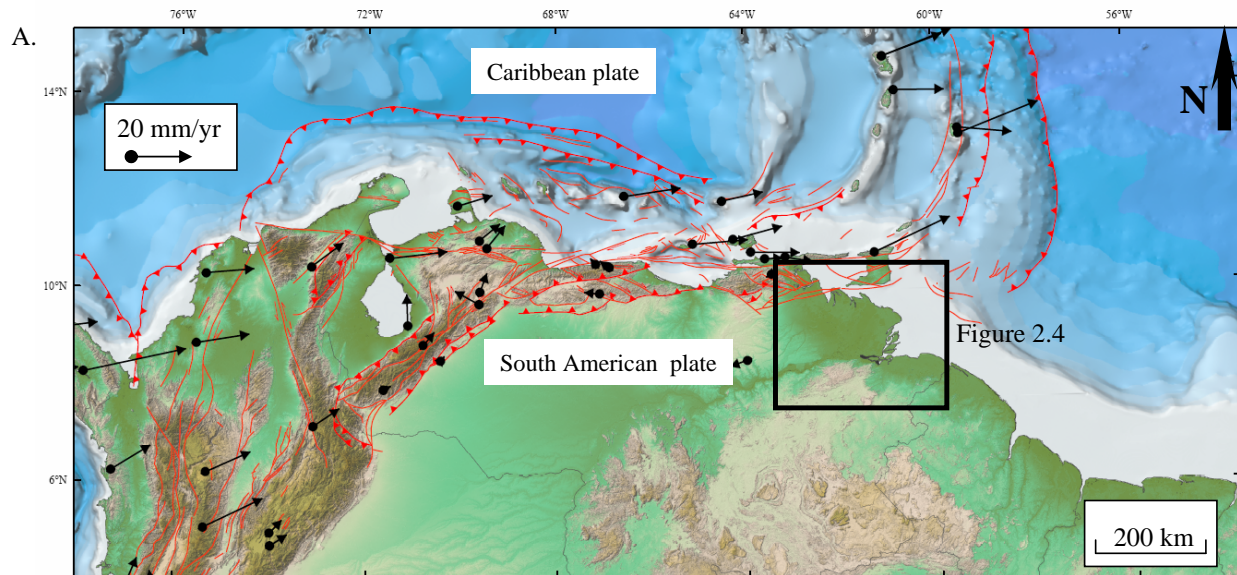 76°W 72°W 68°W 64°W 60°W 56°W
A.
Caribbean plate
14°N
20 mm/yr
N
10°N
Figure 2.4
South American  plate
6°N
200 km